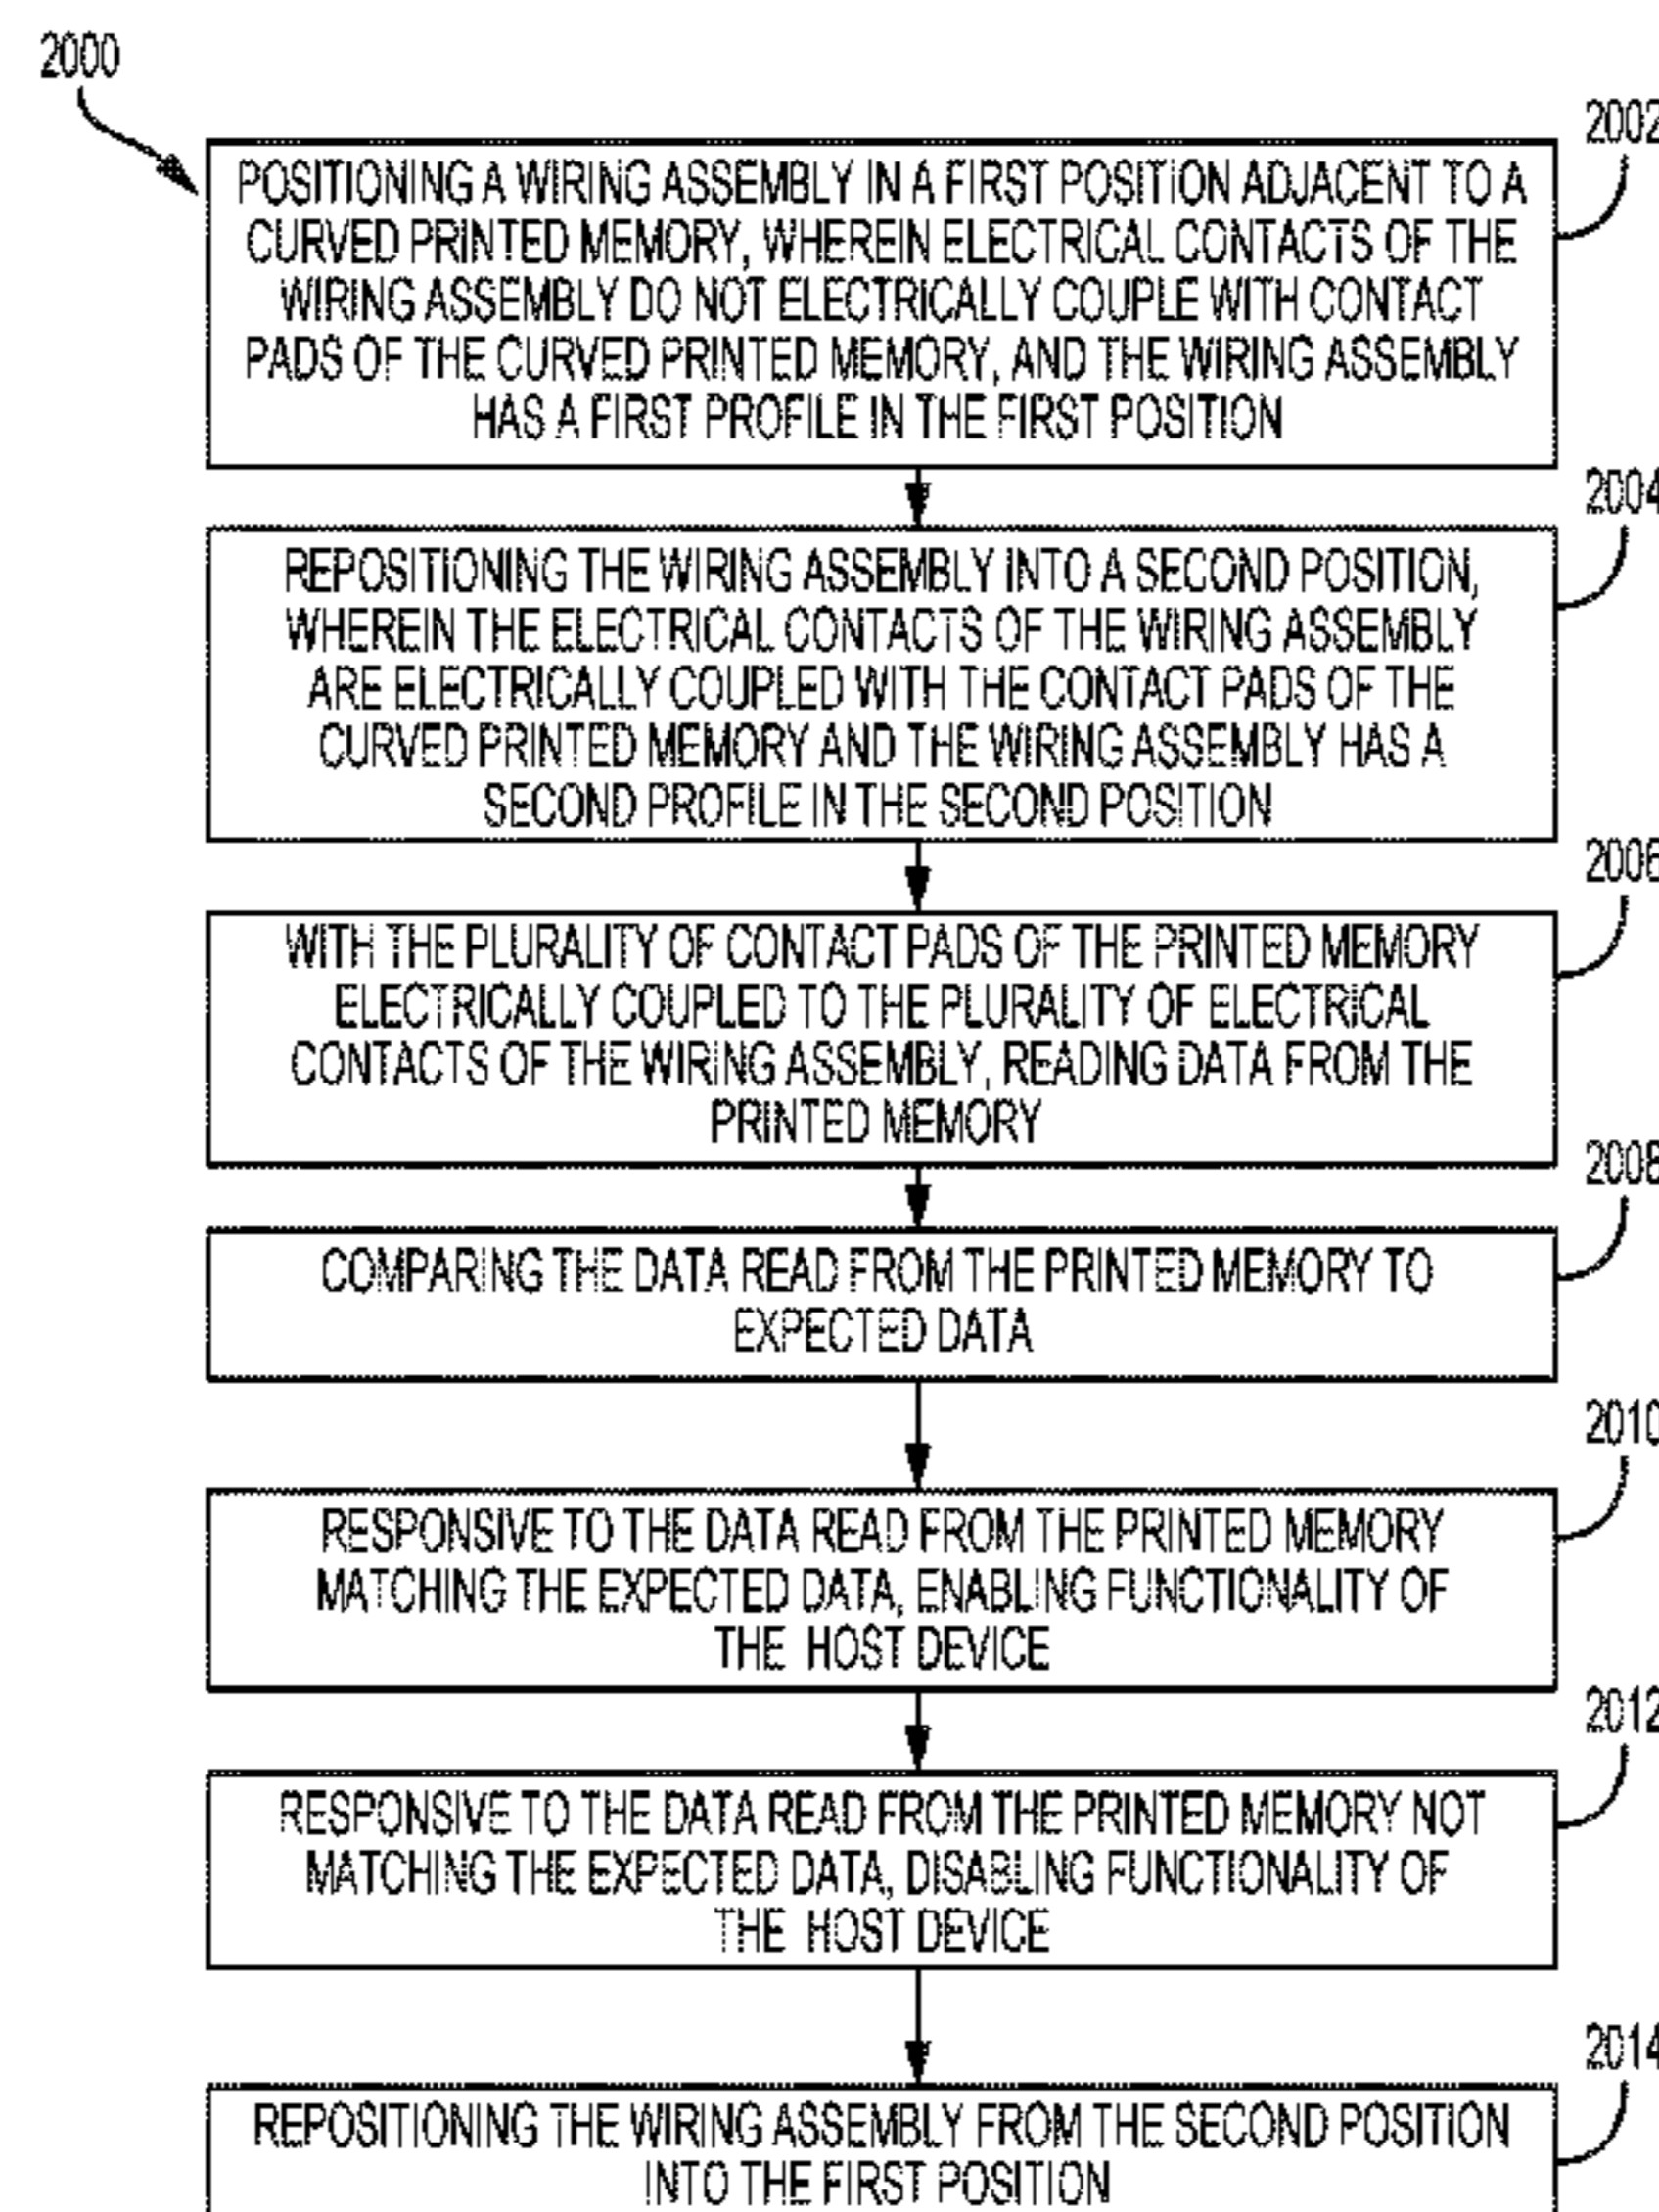 2000
2002
POSITIONING A WIRING ASSEMBLY IN A FIRST POSITION ADJACENT TO A
CURVED PRINTED MEMORY, WHEREIN ELECTRICAL CONTACTS OF THE
WIRING ASSEMBLY DO NOT ELECTRICALLY COUPLE WITH CONTACT
PADS OF THE CURVED PRINTED MEMORY, AND THE WIRING ASSEMBLY
HAS A FIRST PROFILE IN THE FIRST POSITION
2004
REPOSITIONING THE WIRING ASSEMBLY INTO A SECOND POSITION,
WHEREIN THE ELECTRICAL CONTACTS OF THE WIRING ASSEMBLY
ARE ELECTRICALLY COUPLED WITH THE CONTACT PADS OF THE
CURVED PRINTED MEMORY AND THE WIRING ASSEMBLY HAS A
SECOND PROFILE IN THE SECOND POSITION
2006
WITH THE PLURALITY OF CONTACT PADS OF THE PRINTED MEMORY
ELECTRICALLY COUPLED TO THE PLURALITY OF ELECTRICAL
CONTACTS OF THE WIRING ASSEMBLY, READING DATA FROM THE
PRINTED MEMORY
2008
COMPARING THE DATA READ FROM THE PRINTED MEMORY TO
EXPECTED DATA
2010
RESPONSIVE TO THE DATA READ FROM THE PRINTED MEMORY
MATCHING THE EXPECTED DATA, ENABLING FUNCTIONALITY OF
THE HOST DEVICE
2012
RESPONSIVE TO THE DATA READ FROM THE PRINTED MEMORY NOT
MATCHING THE EXPECTED DATA, DISABLING FUNCTIONALITY OF
THE HOST DEVICE
2014
REPOSITIONING THE WIRING ASSEMBLY FROM THE SECOND POSITION
INTO THE FIRST POSITION